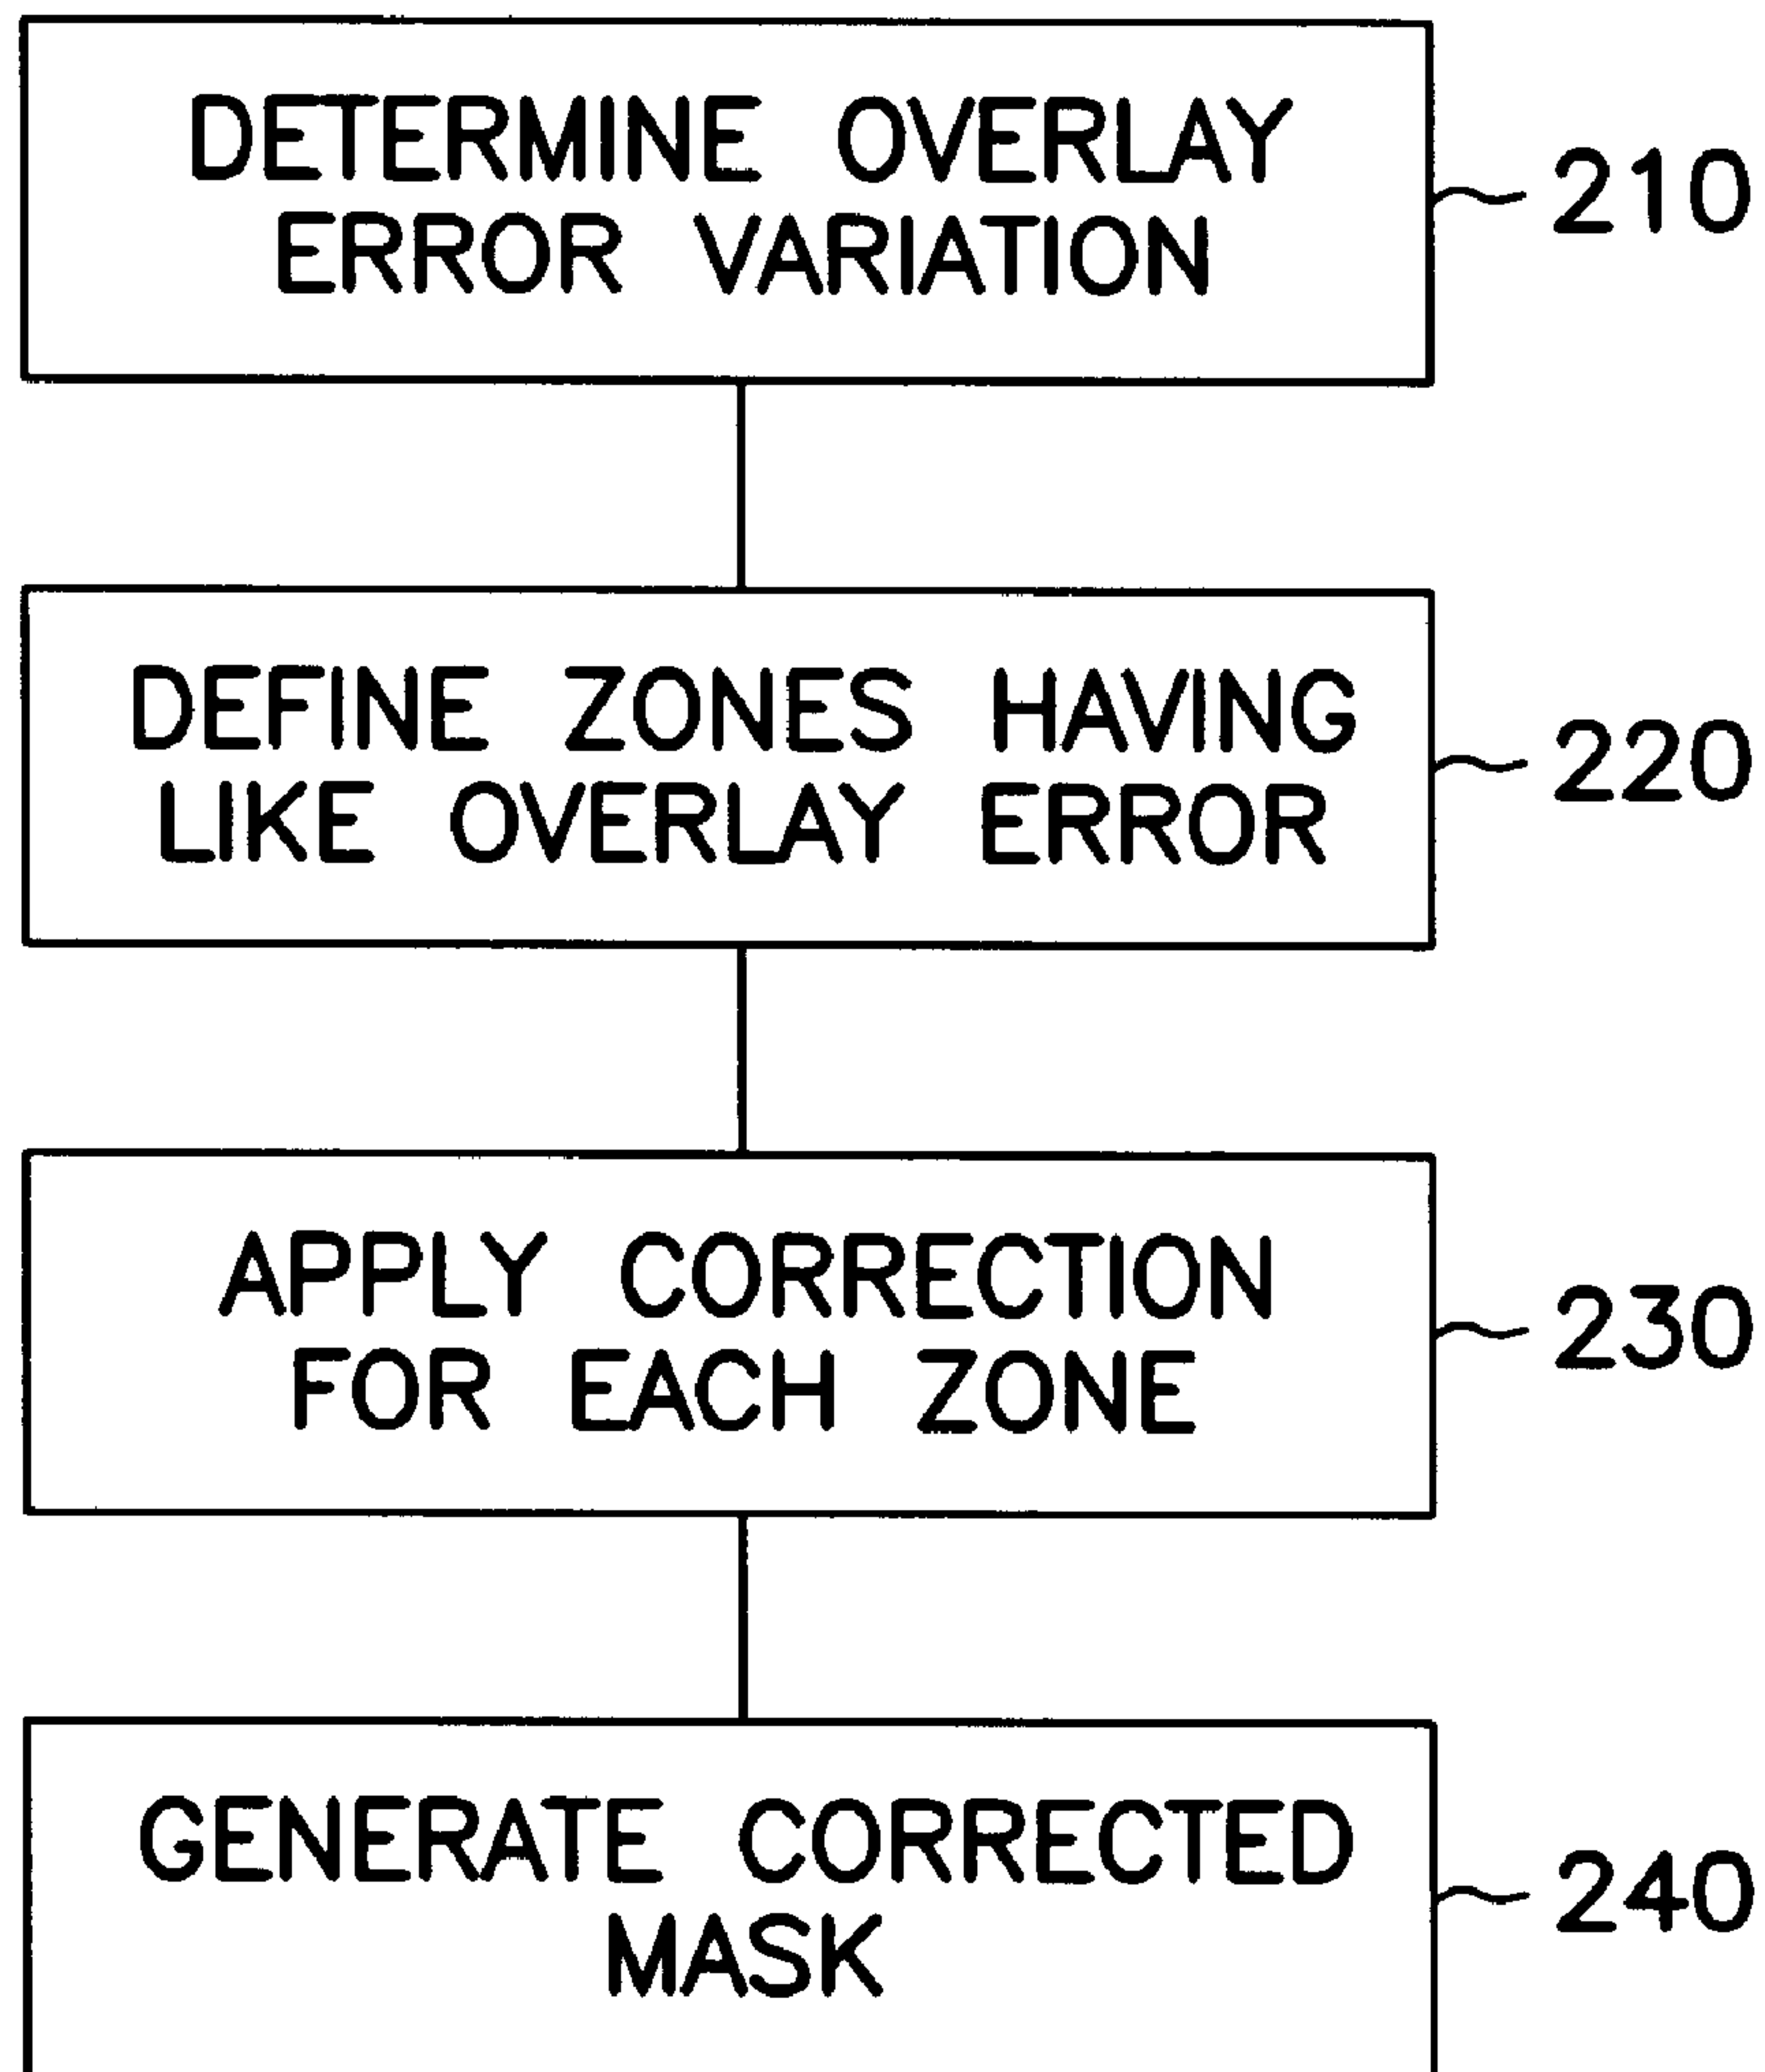 DETERMINE OVERLAY
ERROR VARIATION
210
DEFINE ZONES HAVING
LIKE OVERLAY ERROR
220
APPLY CORRECTION
FOR EACH ZONE
230
GENERATE CORRECTED
MASK
240